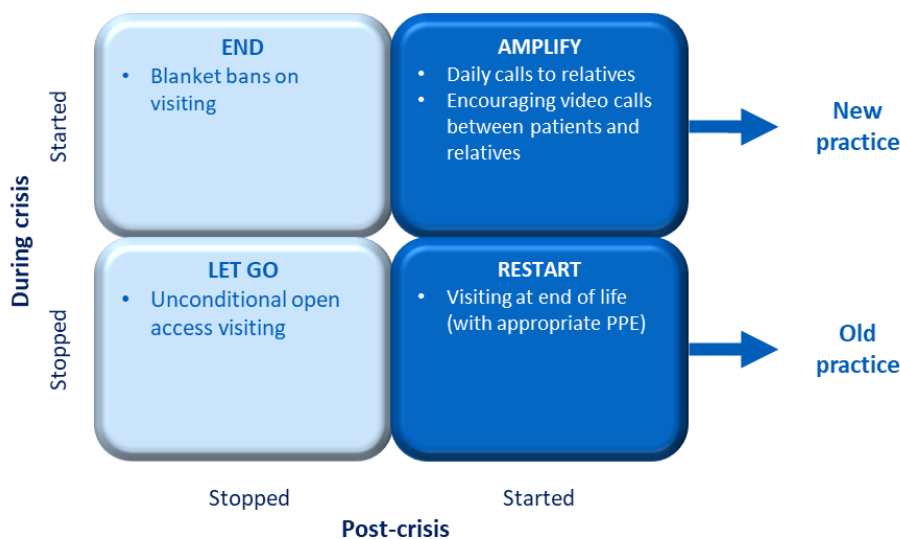 END
• Blanket bans on
visiting
AMPLIFY
• Daily calls to relatives
• Encouraging video calls
between patients and
relatives
New
practice
Started
During crisis
LET GO
• Unconditional open
access visiting
RESTART
• Visiting at end of life
(with appropriate PPE)
Old
practice
Stopped
Stopped
Started
Post-crisis